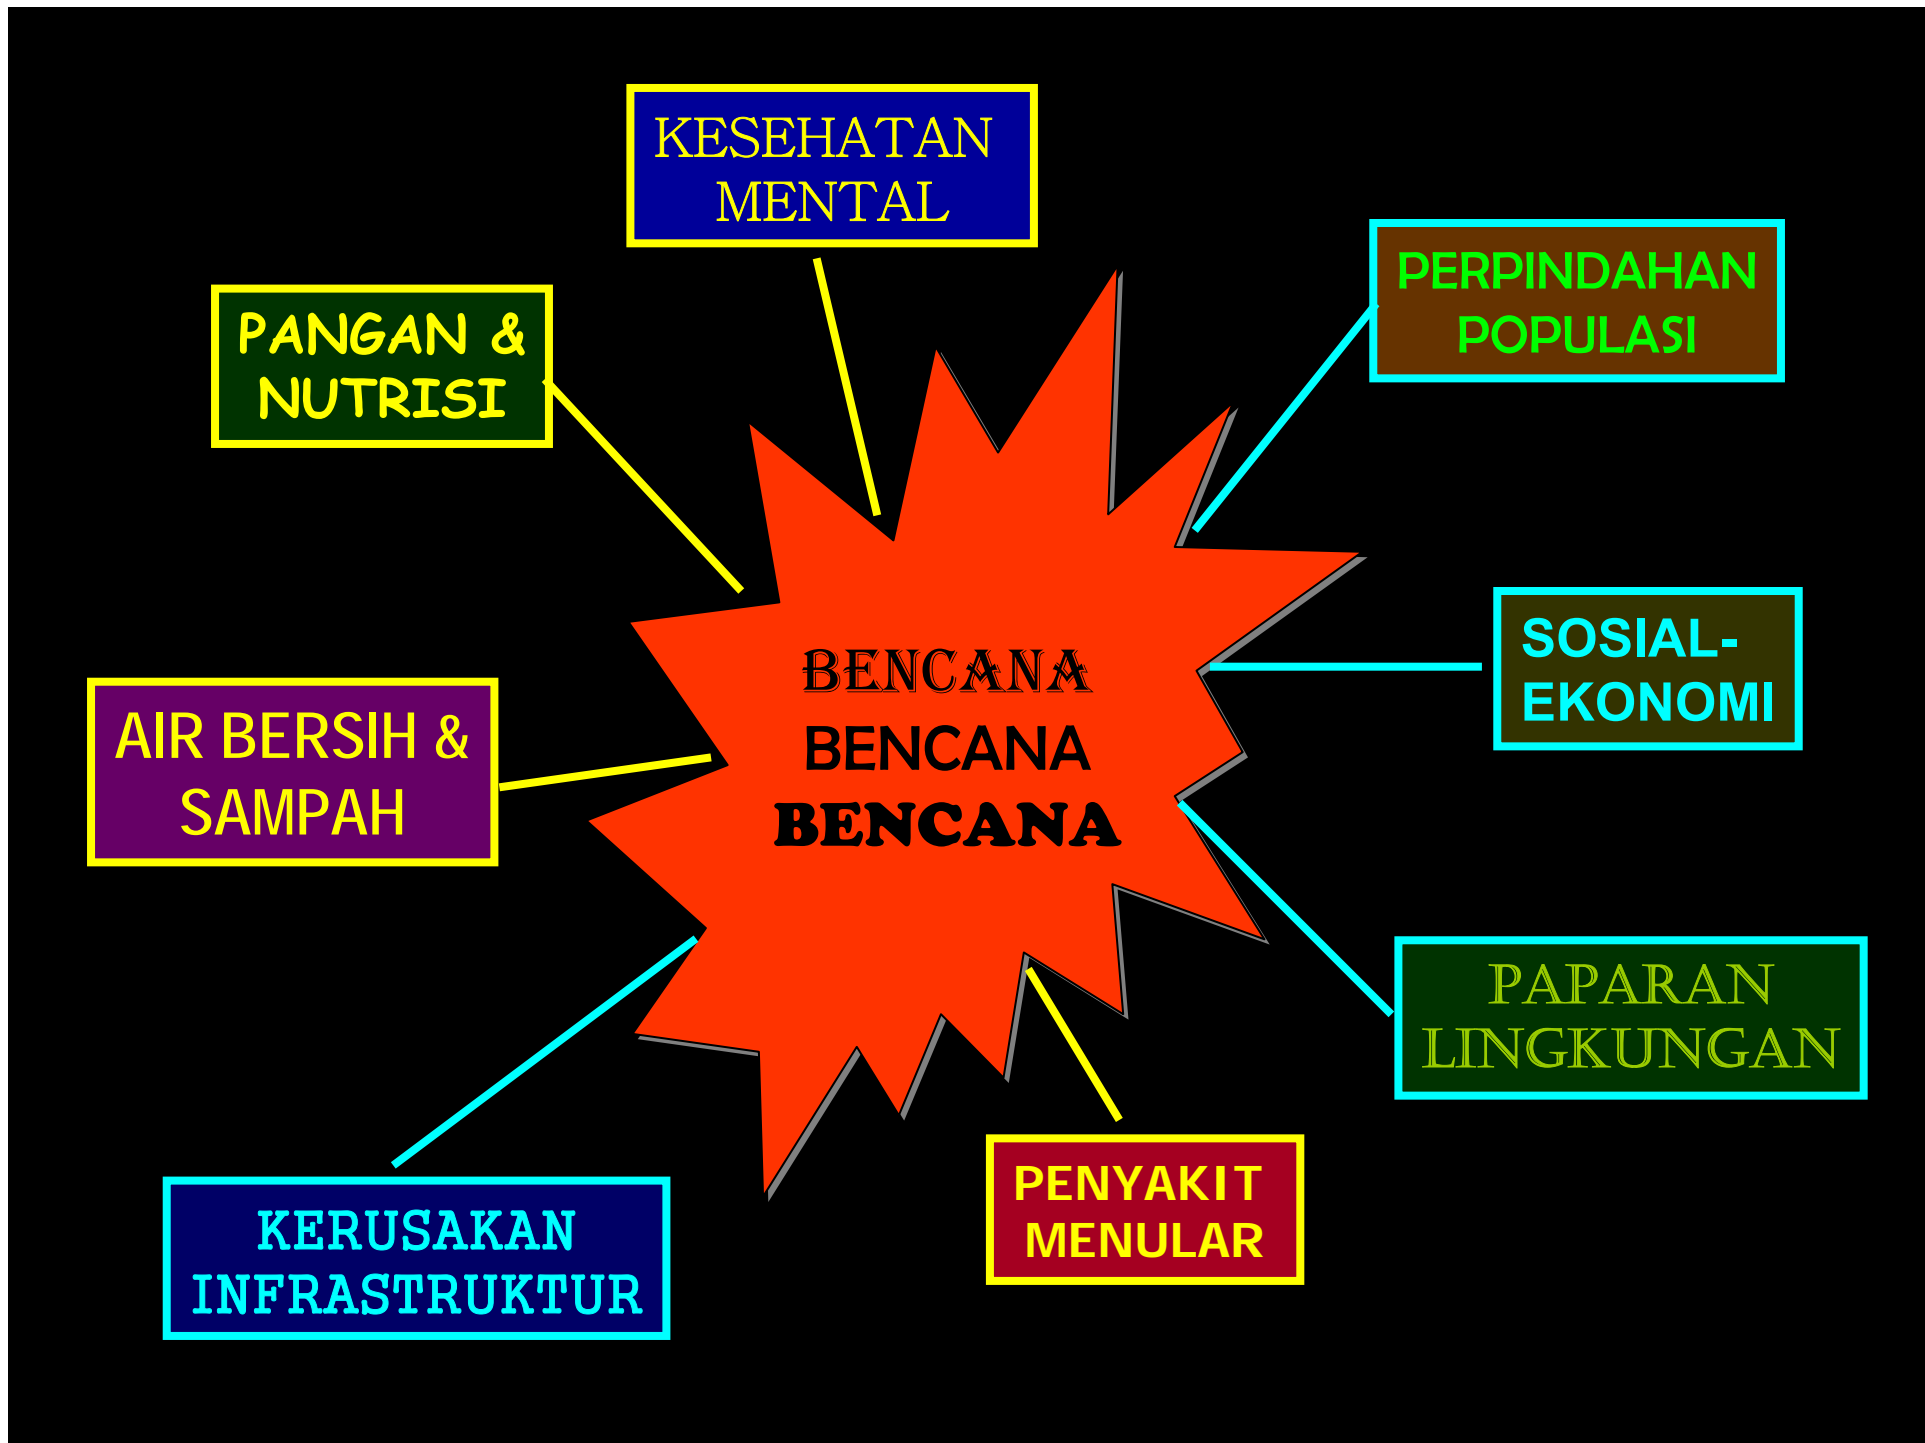 KESEHATAN
MENTAL
PERPINDAHAN
POPULASI
PANGAN &
NUTRISI
SOSIAL-
EKONOMI
BENCANA
BENCANA
BENCANA
AIR BERSIH &
SAMPAH
PAPARAN
LINGKUNGAN
PENYAKIT
MENULAR
KERUSAKAN
INFRASTRUKTUR